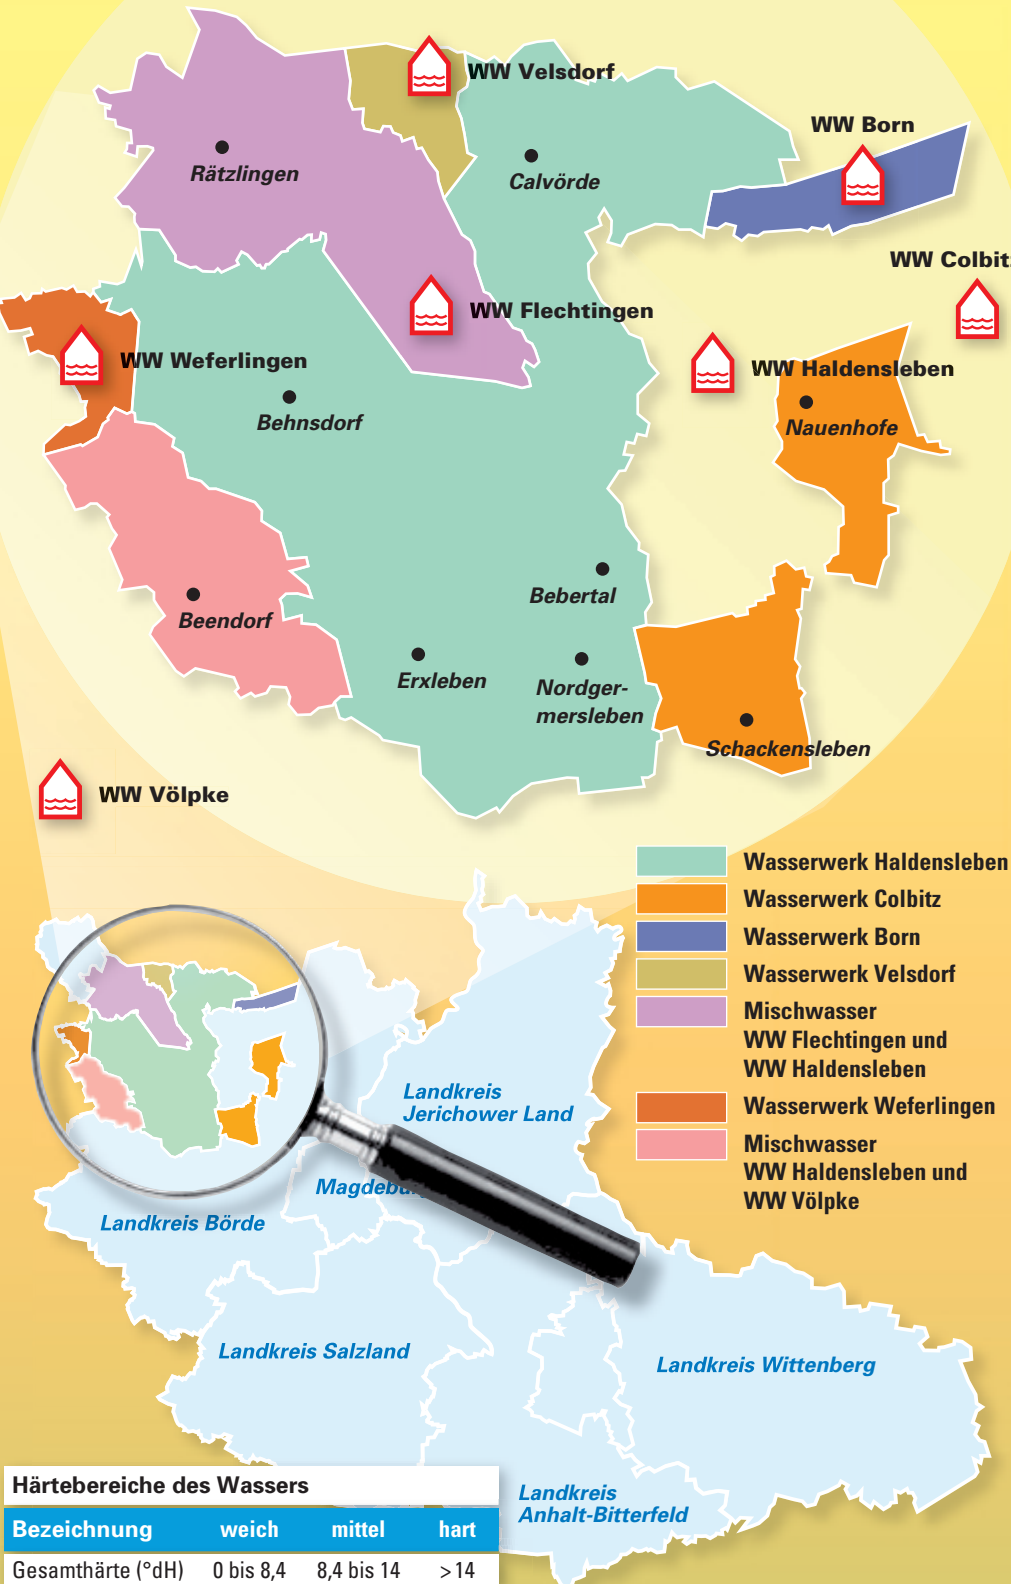 WW Velsdorf
WW Born
Rätzlingen
Calvörde
WW Colbitz
WW Flechtingen
WW Weferlingen
WW Haldensleben
Behnsdorf
Nauenhofe
Bebertal
Beendorf
Erxleben
Nordger-
mersleben
Schackensleben
WW Völpke
Wasserwerk Haldensleben
Wasserwerk Colbitz
Wasserwerk Born
Wasserwerk Velsdorf
Mischwasser
WW Flechtingen und
WW Haldensleben
Wasserwerk Weferlingen
Mischwasser
WW Haldensleben und
WW Völpke
Landkreis
Jerichower Land
Magdeburg
Landkreis Börde
Landkreis Salzland
Landkreis Wittenberg
Landkreis
Anhalt-Bitterfeld
Härtebereiche des Wassers
Bezeichnung weich mittel hart
Gesamthärte (°dH) 0 bis 8,4 8,4 bis 14 >14